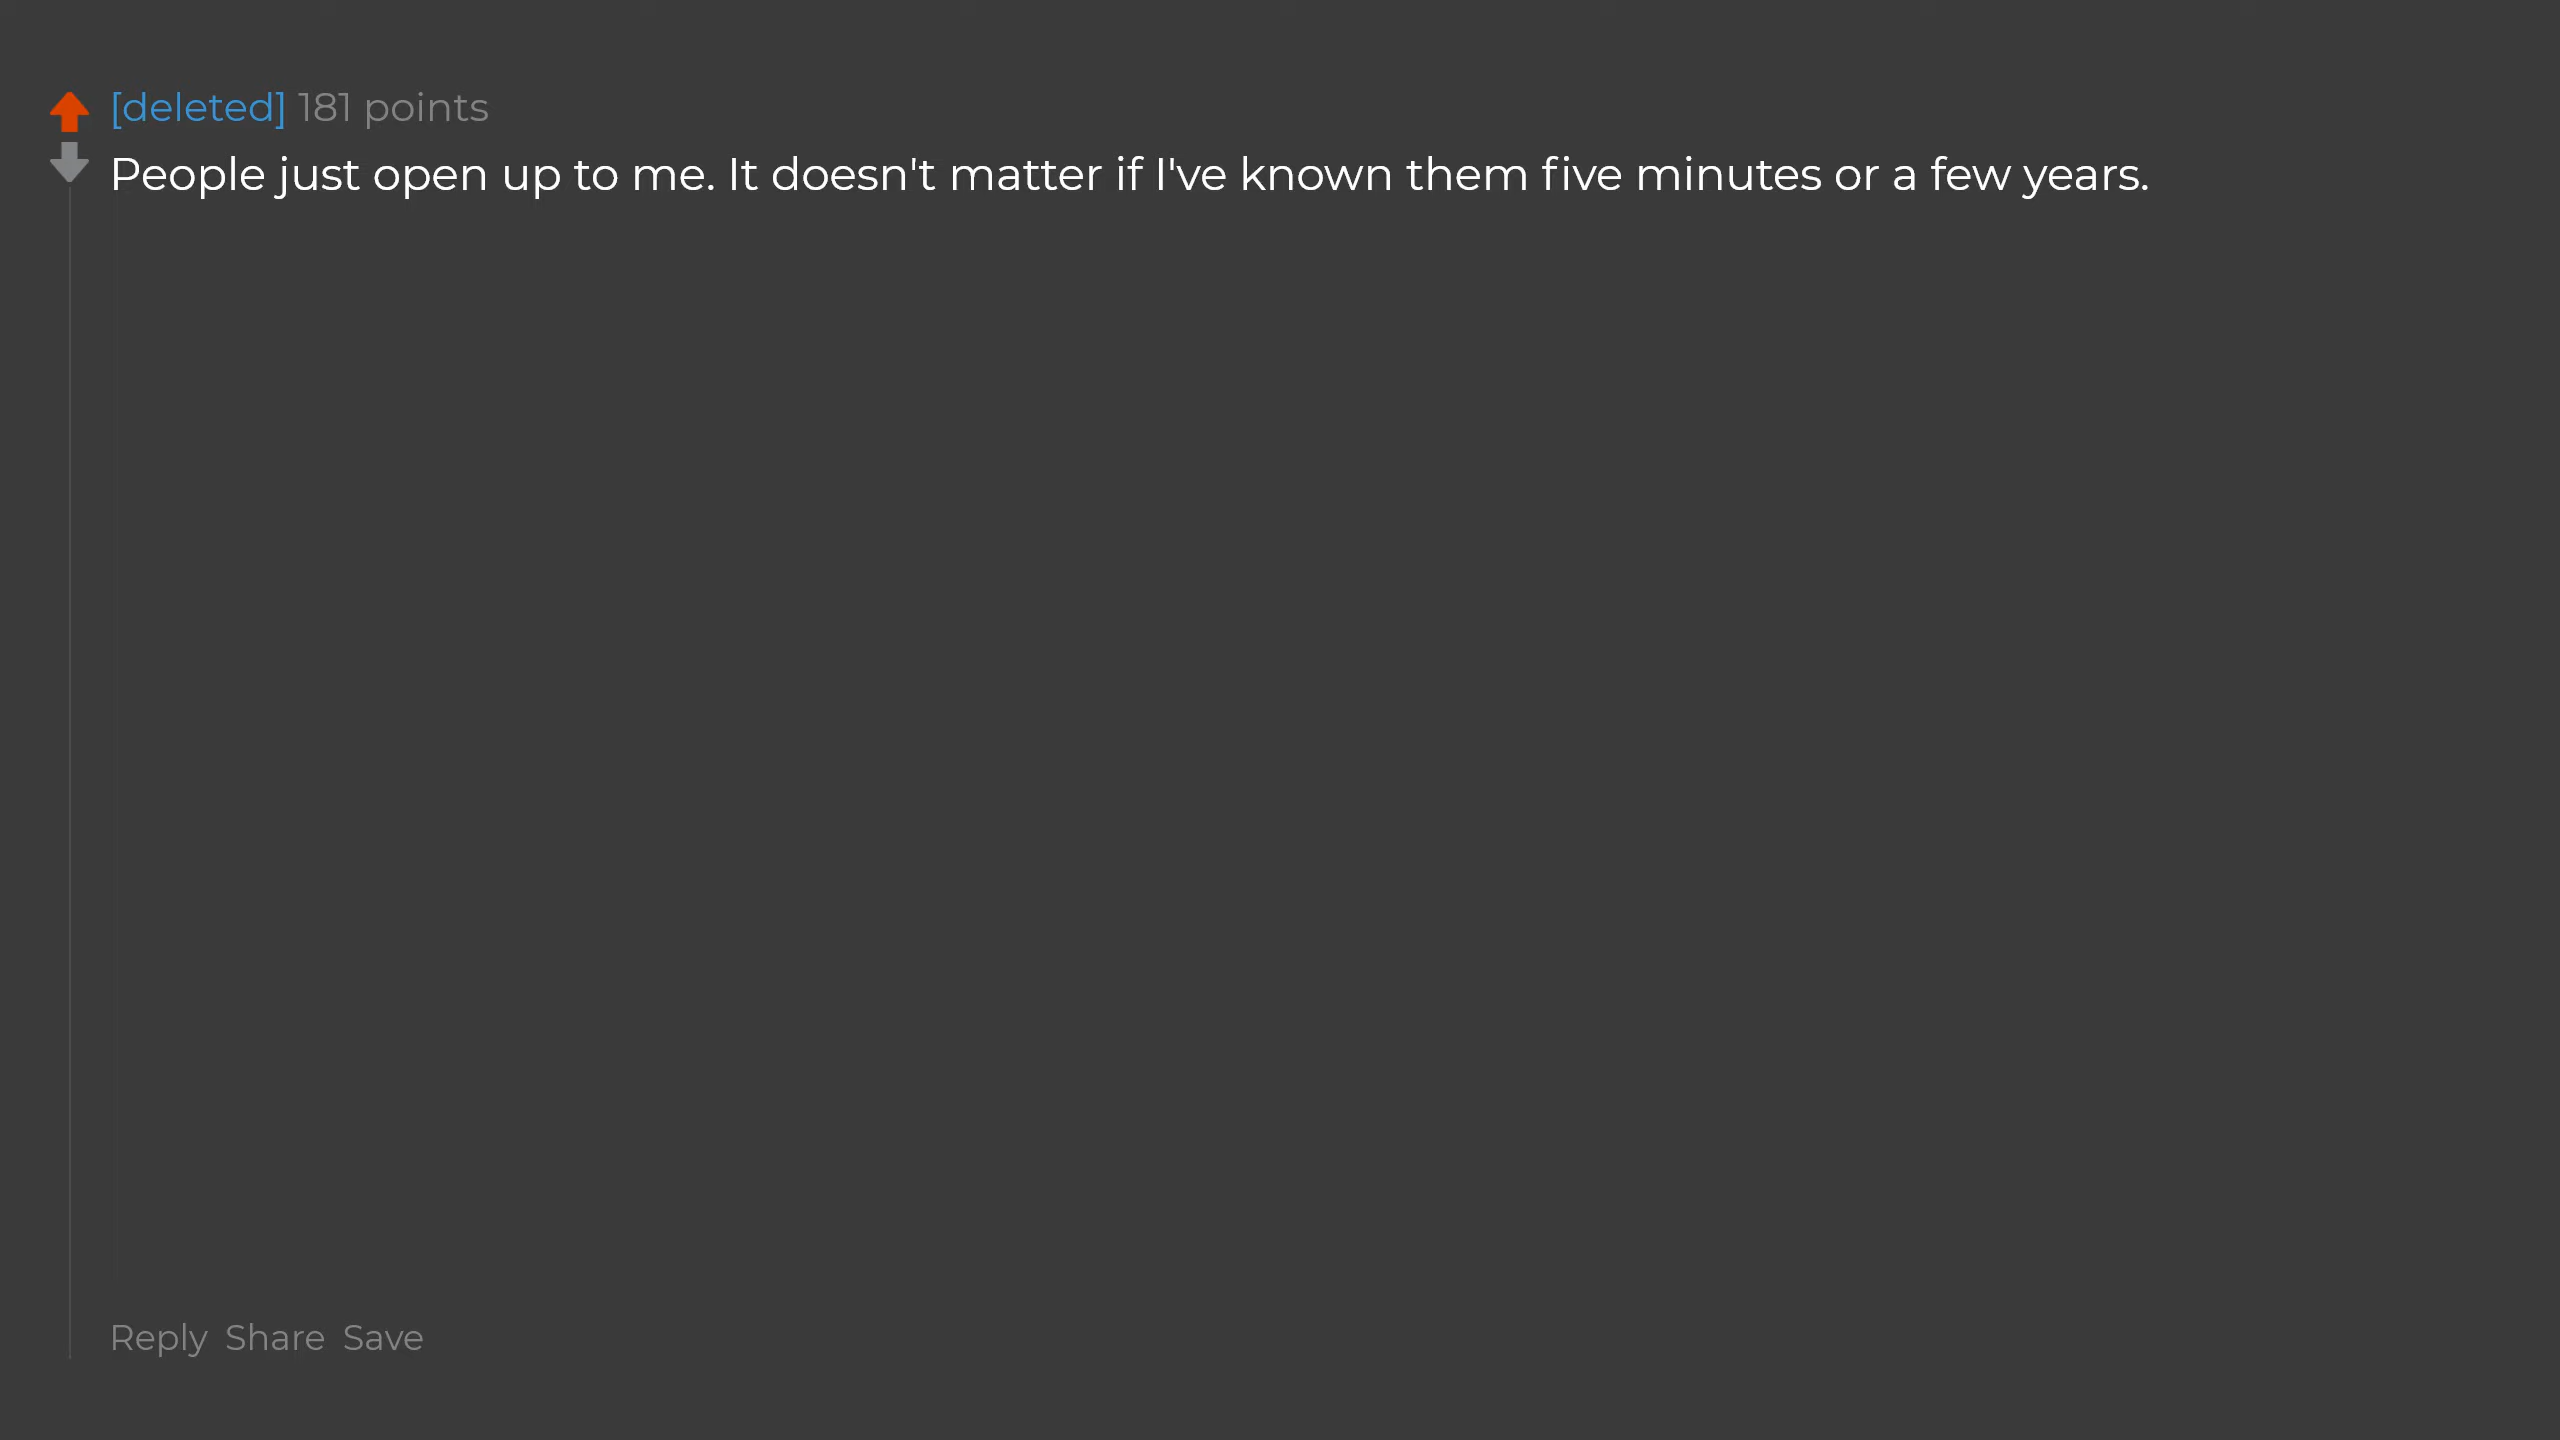 [deleted] 181 points
People just open up to me. It doesn't matter if I've known them five minutes or a few years.
Reply Share Save